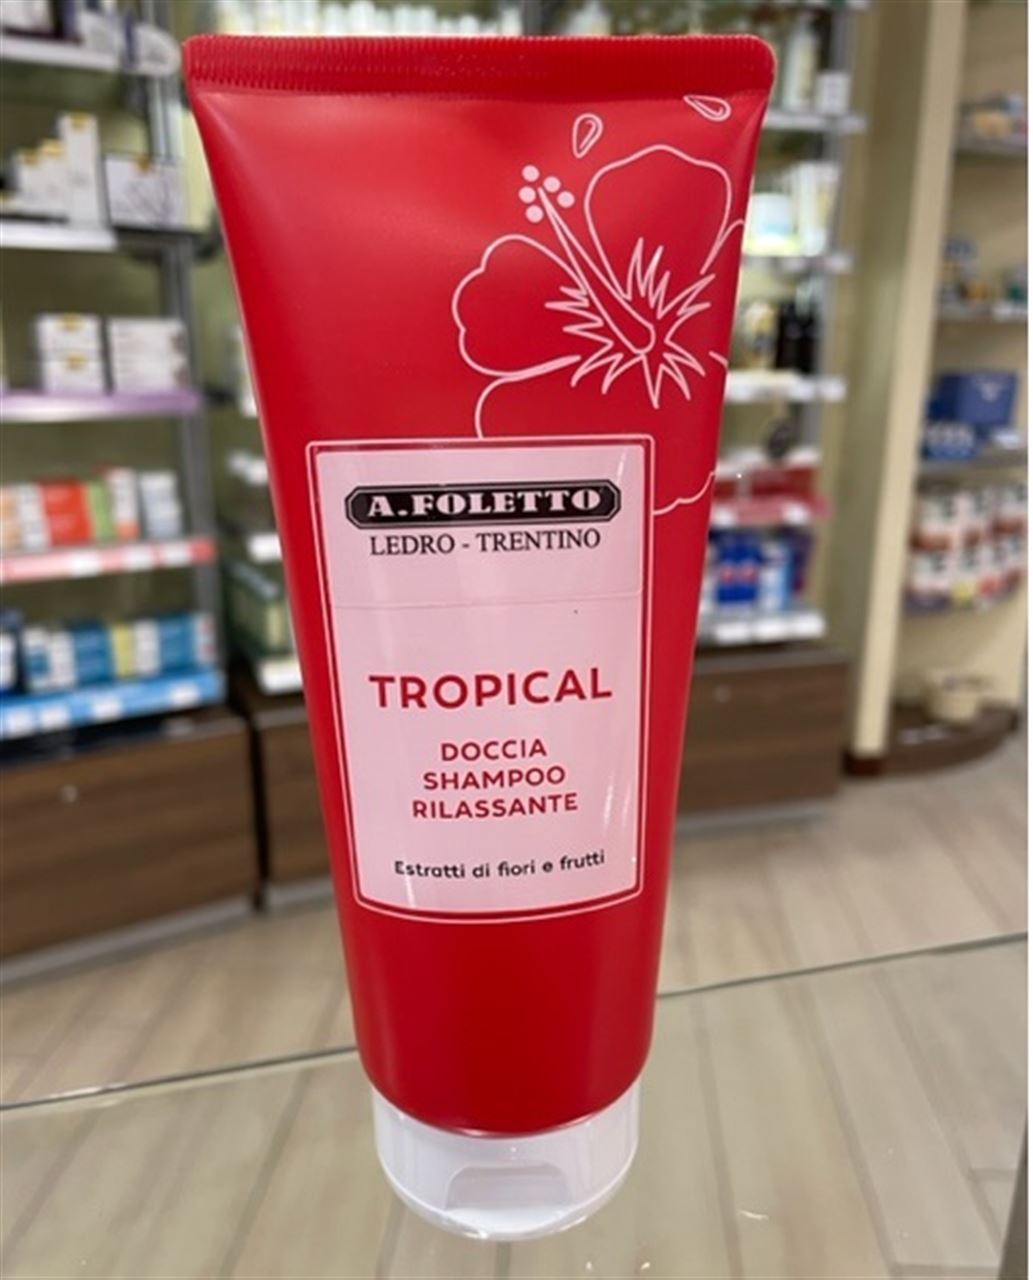 A.FOLETTO
LEDRO - TRENTINO
TROPICAL
DOCCIA
SHAMPOO
RILASSANTE
Estratti di fiori e frutti